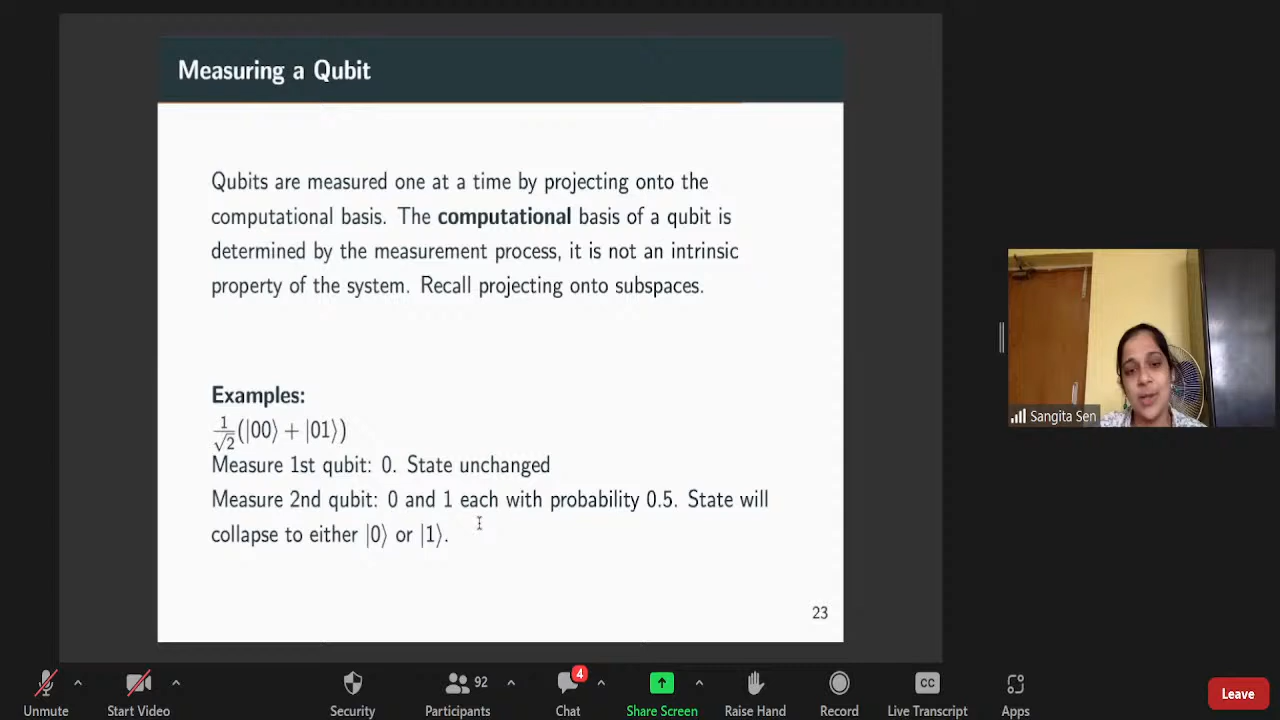 Measuring a Qubit
Qubits are measured one at a time by projecting onto the
computational basis. The computational basis of a qubit is
determined by the measurement process, it is not an intrinsic
property of the system. Recall projecting onto subspaces.
Examples:
1/√2(|00⟩ + |01⟩)
Measure 1st qubit: 0. State unchanged
Measure 2nd qubit: 0 and 1 each with probability 0.5. State will
collapse to either |0⟩ or |1⟩.
23
Sangita Sen
Unmute
Start Video
Security
92
Participants
4
Chat
Share Screen
Raise Hand
Record
CC
Live Transcript
Apps
Leave